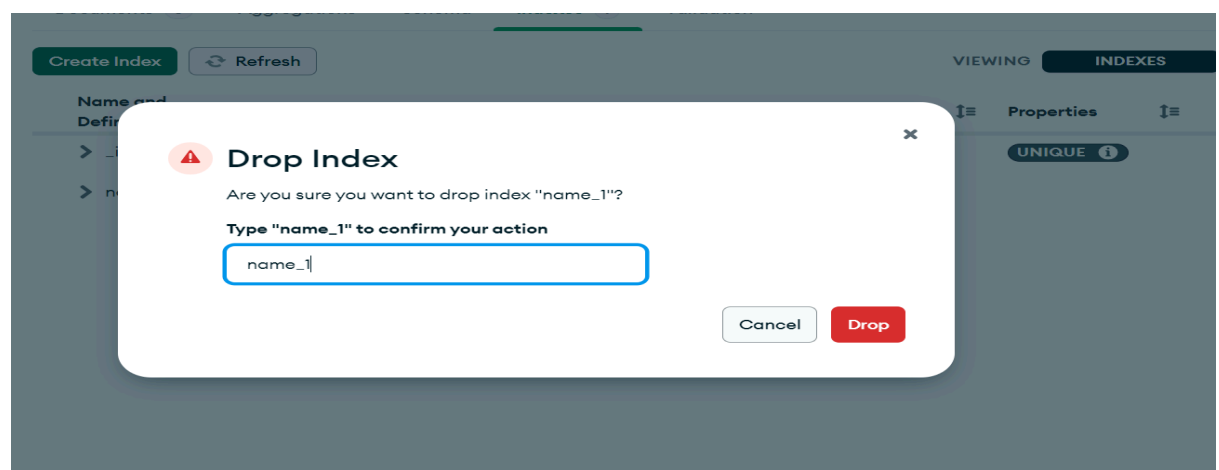 Create Index
Refresh
VIEWING INDEXES
Name and
Properties
UNIQUE
Drop Index
Are you sure you want to drop index "name_1"?
Type "name_1" to confirm your action
name_1
Cancel Drop